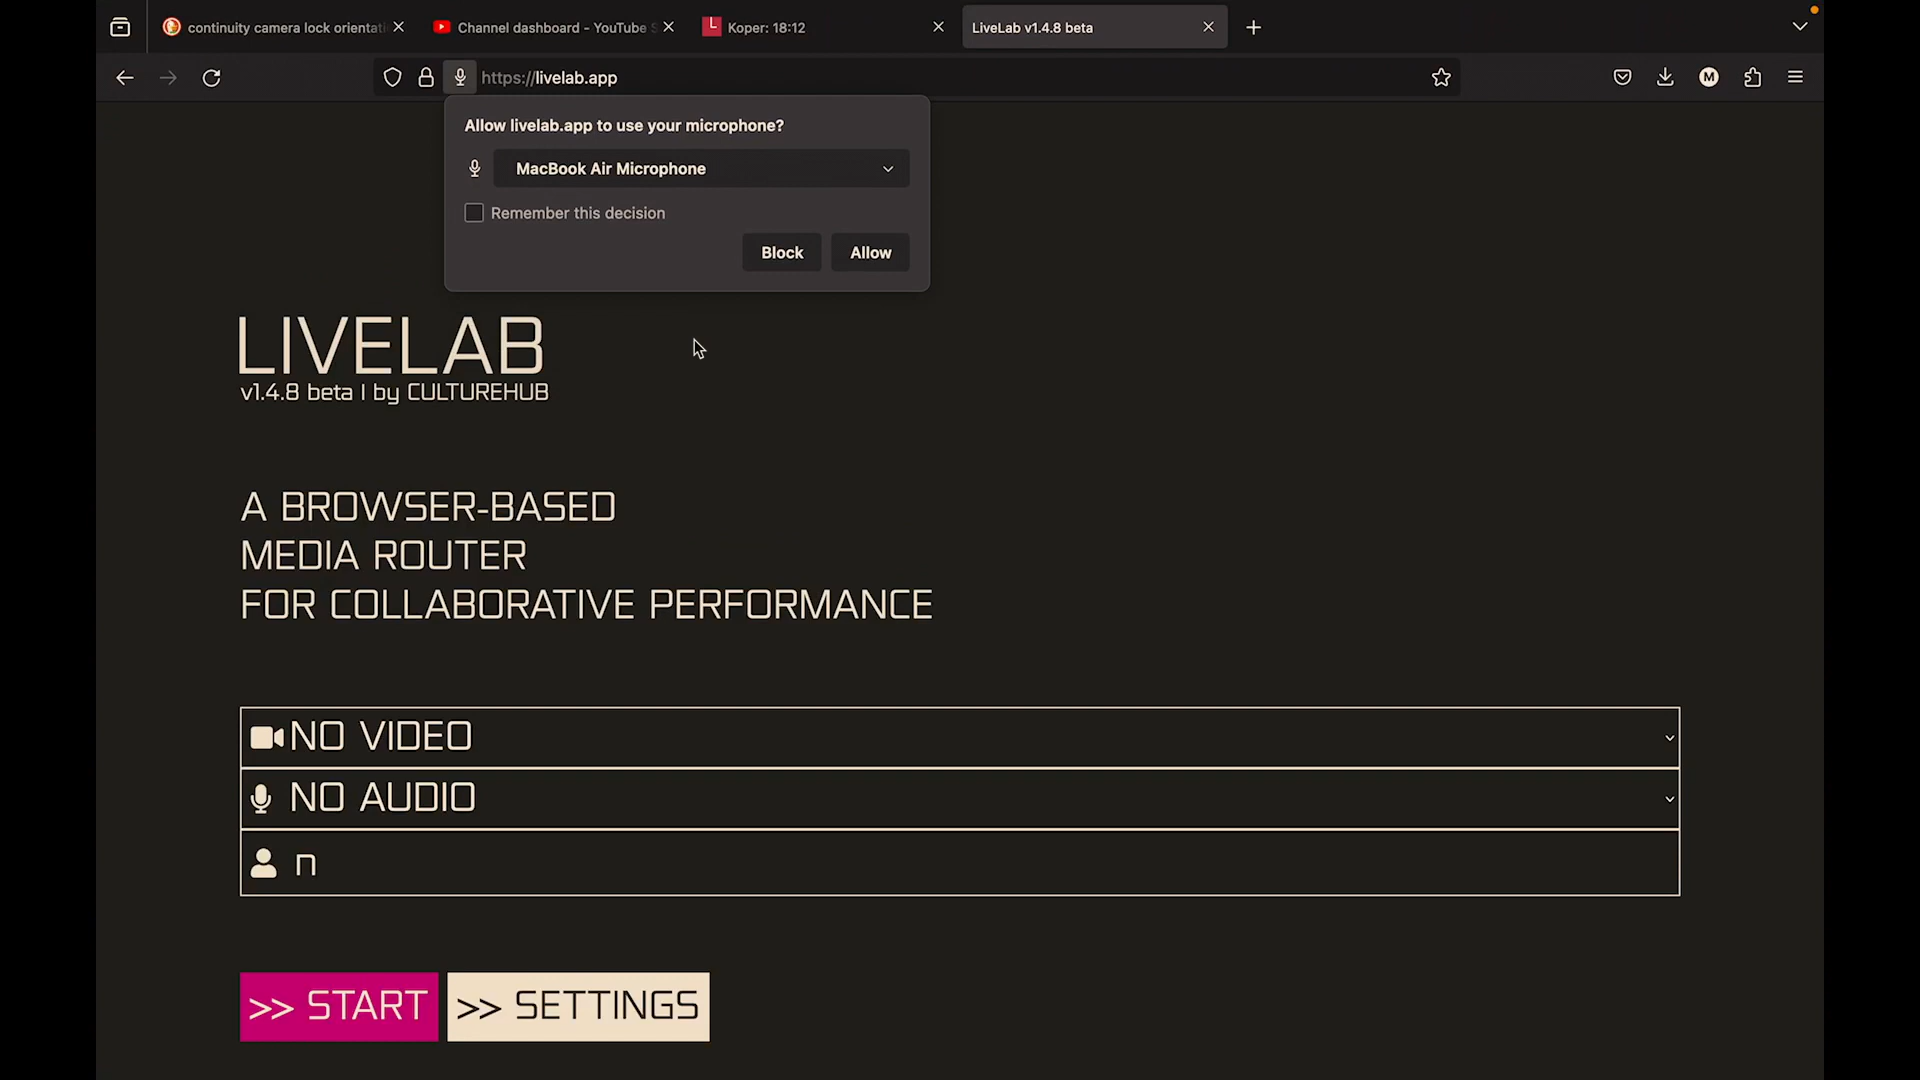 continuity camera lock orientati
Channel dashboard - YouTube S
Koper: 18:12
LiveLab v1.4.8 beta
https://livelab.app
M
Allow livelab.app to use your microphone?
MacBook Air Microphone
Remember this decision
Block
Allow
LIVELAB
v1.4.8 beta | by CULTUREHUB
A BROWSER-BASED
MEDIA ROUTER
FOR COLLABORATIVE PERFORMANCE
NO VIDEO
NO AUDIO
n
>> START
>> SETTINGS